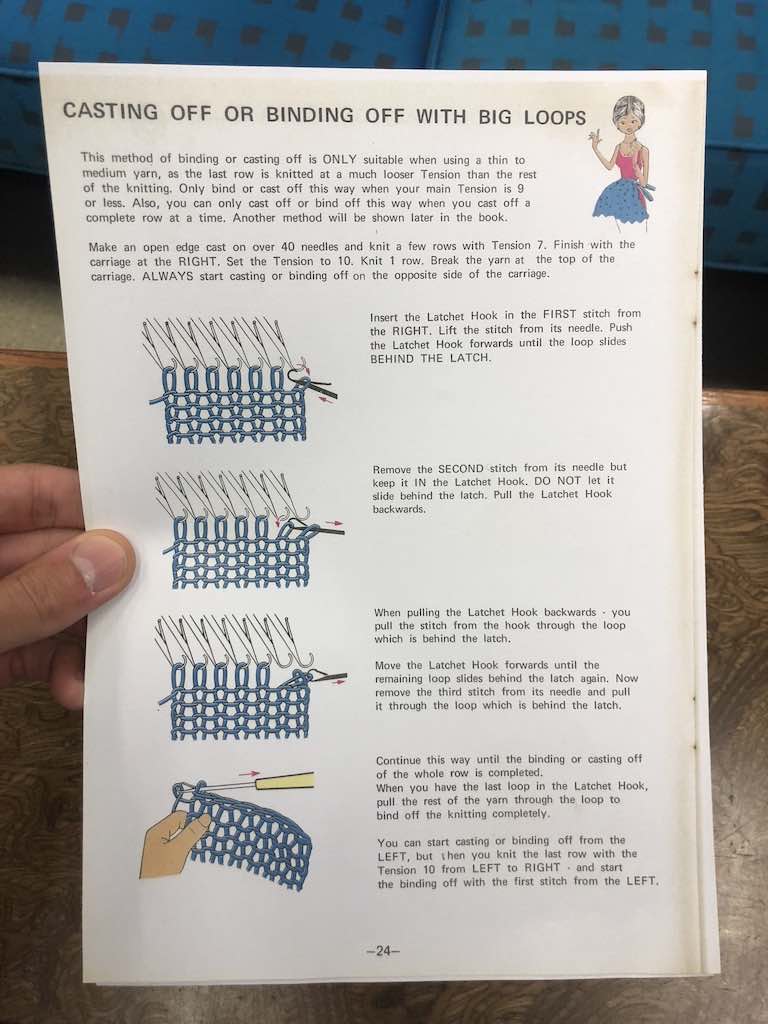 CASTING OFF OR BINDING OFF WITH BIG LOOPS
This method of binding or casting off is ONLY suitable when using a thin to
medium yarn, as the last row is knitted at a much looser Tension than the rest
of the knitting. Only bind or cast off this way when your main Tension is 9
or less. Also, you can only cast off or bind off this way when you cast off a
complete row at a time. Another method will be shown later in the book.
Make an open edge cast on over 40 needles and knit a few rows with Tension 7. Finish with the
carriage at the RIGHT. Set the Tension to 10. Knit 1 row. Break the yarn at the top of the
carriage. ALWAYS start casting or binding off on the opposite side of the carriage.
Insert the Latchet Hook in the FIRST stitch from
the RIGHT. Lift the stitch from its needle. Push
the Latchet Hook forwards until the loop slides
BEHIND THE LATCH.
Remove the SECOND stitch from its needle but
keep it IN the Latchet Hook. DO NOT let it
slide behind the latch. Pull the Latchet Hook
backwards.
When pulling the Latchet Hook backwards - you
pull the stitch from the hook through the loop
which is behind the latch.
Move the Latchet Hook forwards until the
remaining loop slides behind the latch again. Now
remove the third stitch from its needle and pull
it through the loop which is behind the latch.
Continue this way until the binding or casting off
of the whole row is completed.
When you have the last loop in the Latchet Hook,
pull the rest of the yarn through the loop to
bind off the knitting completely.
You can start casting or binding off from the
LEFT, but then you knit the last row with the
Tension 10 from LEFT to RIGHT - and start
the binding off with the first stitch from the LEFT.
—24—